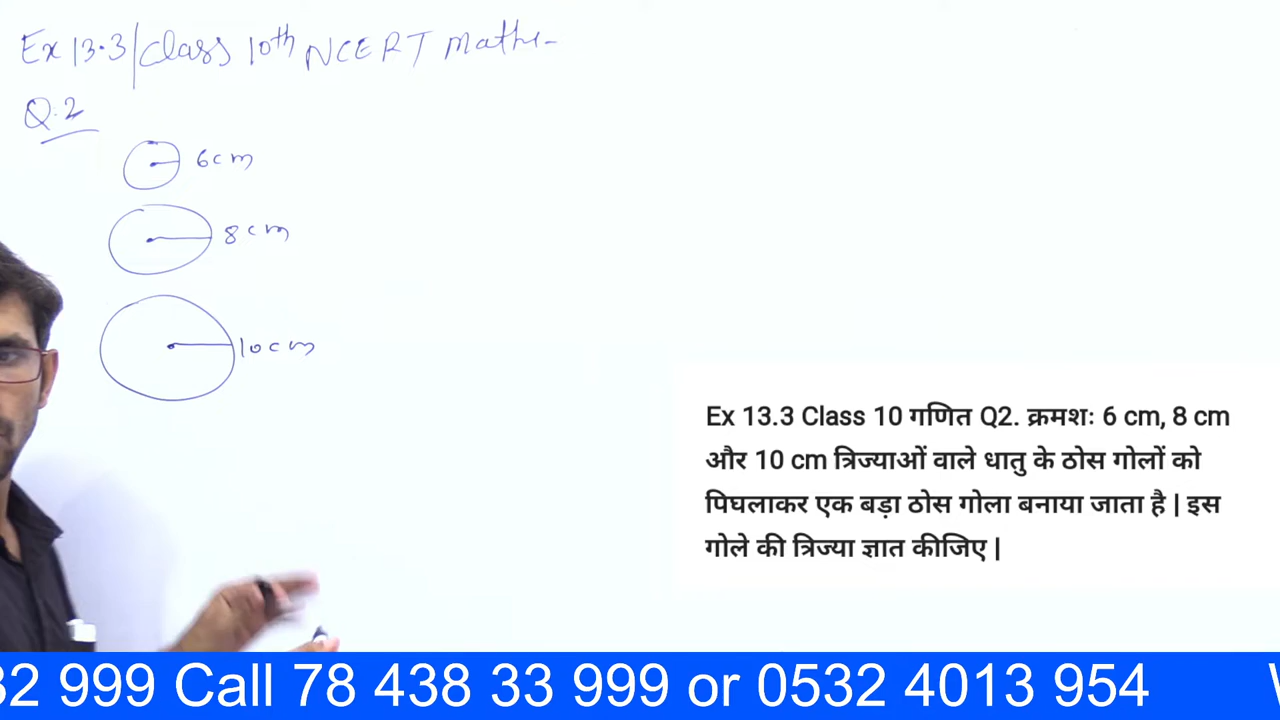 Ex 13.3 | Class 10th NCERT Maths
Q.2
6cm
8cm
10cm
Ex 13.3 Class 10 गणित Q2. क्रमशः 6 cm, 8 cm
और 10 cm त्रिज्याओं वाले धातु के ठोस गोलों को
पिघलाकर एक बड़ा ठोस गोला बनाया जाता है | इस
गोले की त्रिज्या ज्ञात कीजिए |
32 999 Call 78 438 33 999 or 0532 4013 954